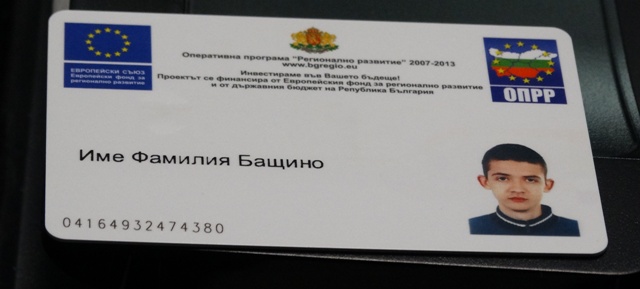 Оперативна програма "Регионално развитие" 2007-2013
www.bgregio.eu
Инвестираме във Вашето бъдеще!
Проектът се финансира от Европейския фонд за регионално развитие
и от държавния бюджет на Република България
ЕВРОПЕЙСКИ СЪЮЗ
Европейски фонд за
регионално развитие
ОПРР
Име Фамилия Бащино
04164932474380